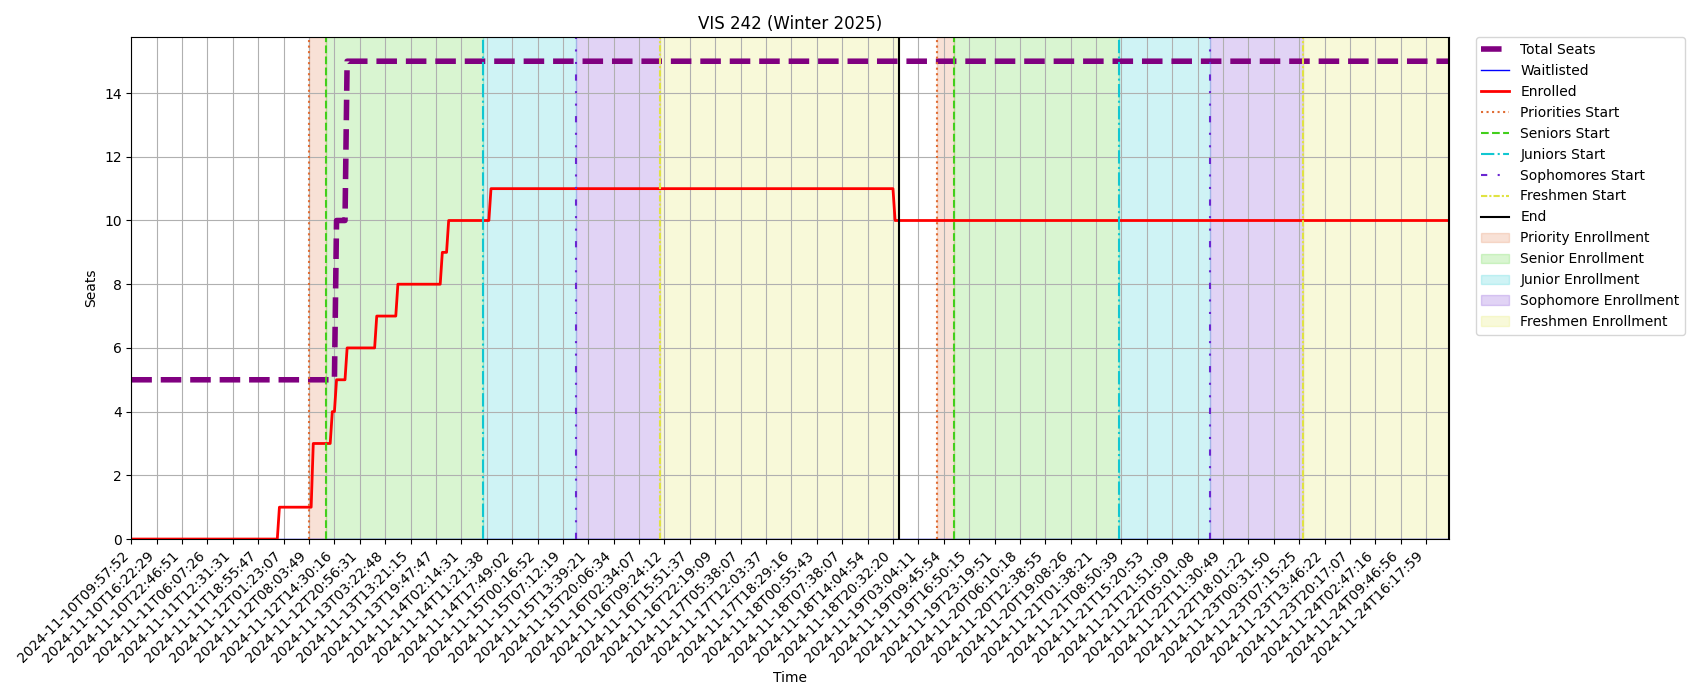 VIS 242 (Winter 2025)
Seats
14
12
10
8
6
4
2
0
2024-11-10T09:57:52
2024-11-10T16:22:29
2024-11-10T22:46:51
2024-11-11T06:07:26
2024-11-11T12:31:31
2024-11-11T18:55:47
2024-11-12T01:23:07
2024-11-12T08:03:49
2024-11-12T14:30:16
2024-11-12T20:56:31
2024-11-13T03:22:48
2024-11-13T13:21:15
2024-11-13T19:47:47
2024-11-14T02:14:31
2024-11-14T11:21:38
2024-11-14T17:49:02
2024-11-15T00:16:52
2024-11-15T07:12:19
2024-11-15T13:39:21
2024-11-15T20:06:34
2024-11-16T02:34:07
2024-11-16T09:24:12
2024-11-16T15:51:37
2024-11-16T22:19:09
2024-11-17T05:38:07
2024-11-17T12:03:37
2024-11-17T18:29:16
2024-11-18T00:55:43
2024-11-18T07:38:07
2024-11-18T14:04:54
2024-11-18T20:32:20
2024-11-19T03:04:11
2024-11-19T09:45:54
2024-11-19T16:50:15
2024-11-19T23:19:51
2024-11-20T06:10:18
2024-11-20T12:38:55
2024-11-20T19:08:26
2024-11-21T01:38:21
2024-11-21T08:50:39
2024-11-21T15:20:53
2024-11-21T21:51:09
2024-11-22T05:01:08
2024-11-22T11:30:49
2024-11-22T18:01:22
2024-11-23T00:31:50
2024-11-23T07:15:25
2024-11-23T13:46:22
2024-11-23T20:17:07
2024-11-24T02:47:16
2024-11-24T09:46:56
2024-11-24T16:17:59
Time
Total Seats
Waitlisted
Enrolled
Priorities Start
Seniors Start
Juniors Start
Sophomores Start
Freshmen Start
End
Priority Enrollment
Senior Enrollment
Junior Enrollment
Sophomore Enrollment
Freshmen Enrollment